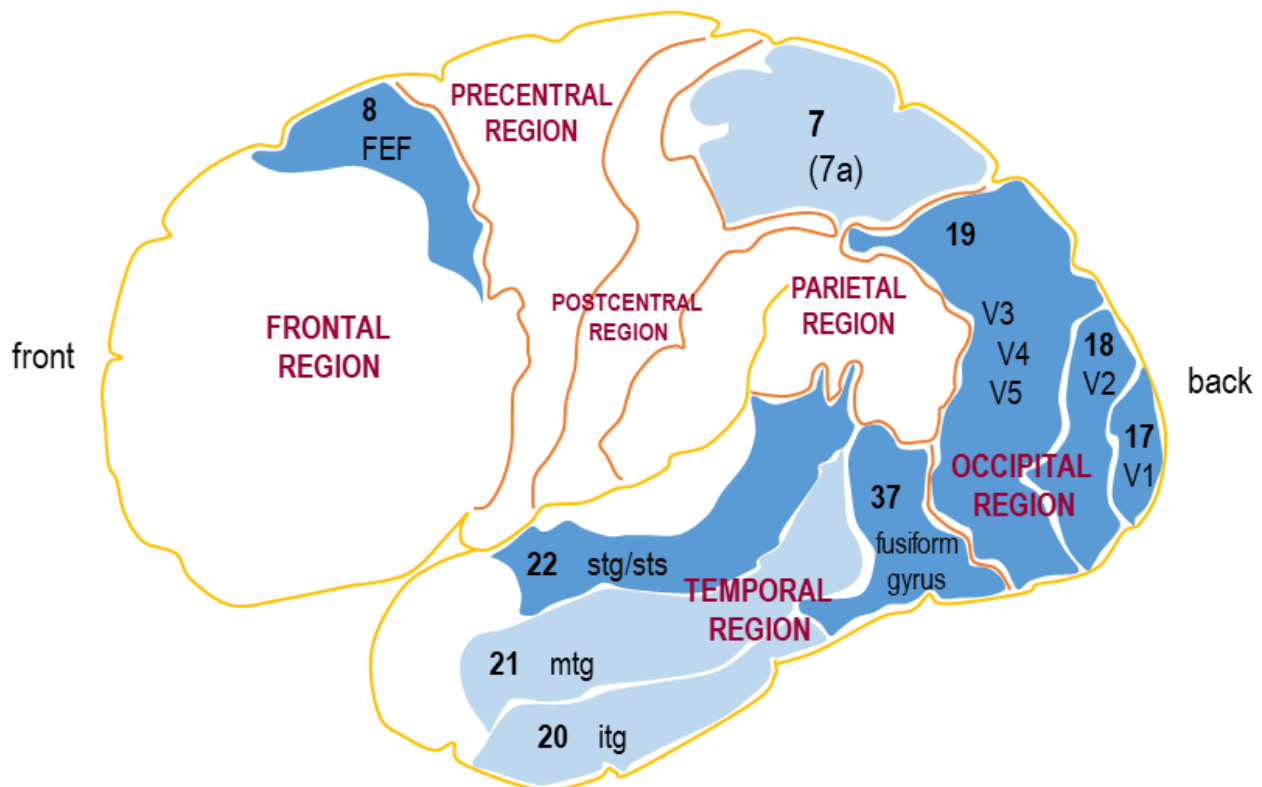 PRECENTRAL
REGION
8
FEF
7
(7a)
19
FRONTAL
REGION
POSTCENTRAL
REGION
PARIETAL
REGION
V3
V4
V5
18
V2
front
back
17
V1
OCCIPITAL
REGION
37
fusiform
gyrus
22 stg/sts
TEMPORAL
REGION
21 mtg
20 itg